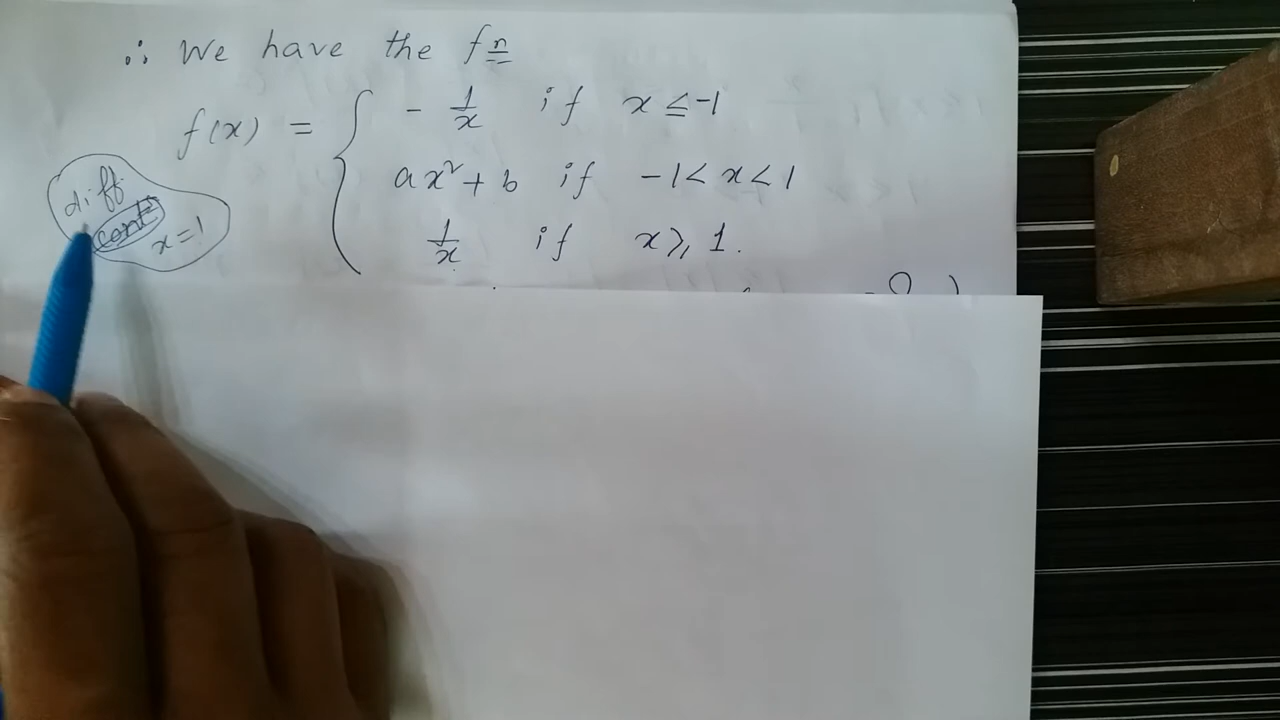 ∴ We have the fn
f(x) = { - 1/x if x ≤ -1
ax² + b if -1 < x < 1
1/x if x ≥ 1.
diff
cont
x = 1